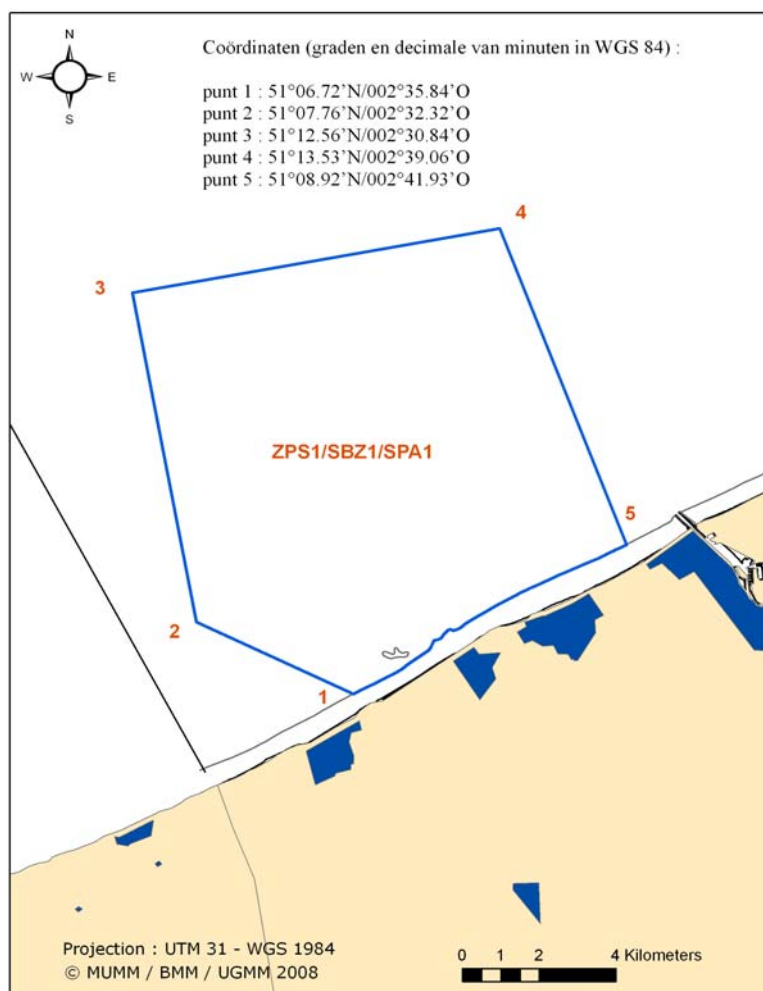 N
W E
S
Coördinaten (graden en decimale van minuten in WGS 84) :
punt 1 : 51°06.72’N/002°35.84’O
punt 2 : 51°07.76’N/002°32.32’O
punt 3 : 51°12.56’N/002°30.84’O
punt 4 : 51°13.53’N/002°39.06’O
punt 5 : 51°08.92’N/002°41.93’O
4
3
ZPS1/SBZ1/SPA1
5
2
1
Projection : UTM 31 - WGS 1984
© MUMM / BMM / UGMM 2008
0 1 2 4 Kilometers